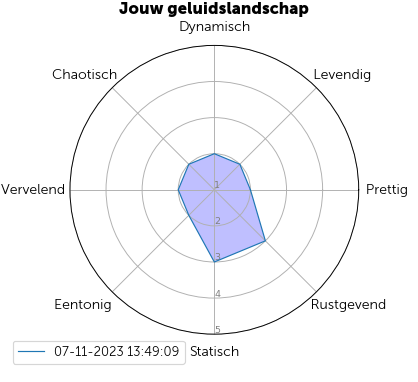 Jouw geluidslandschap
Dynamisch
Chaotisch
Levendig
Vervelend
1
Prettig
2
3
4
Eentonig
Rustgevend
5
07-11-2023 13:49:09
Statisch